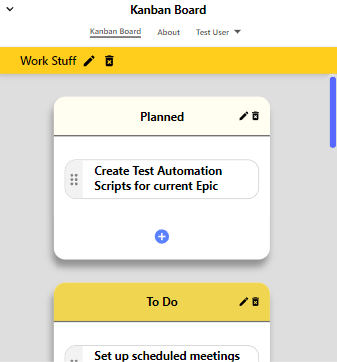 Kanban Board
Kanban Board About Test User
Work Stuff
Planned
Create Test Automation
Scripts for current Epic
To Do
Set up scheduled meetings